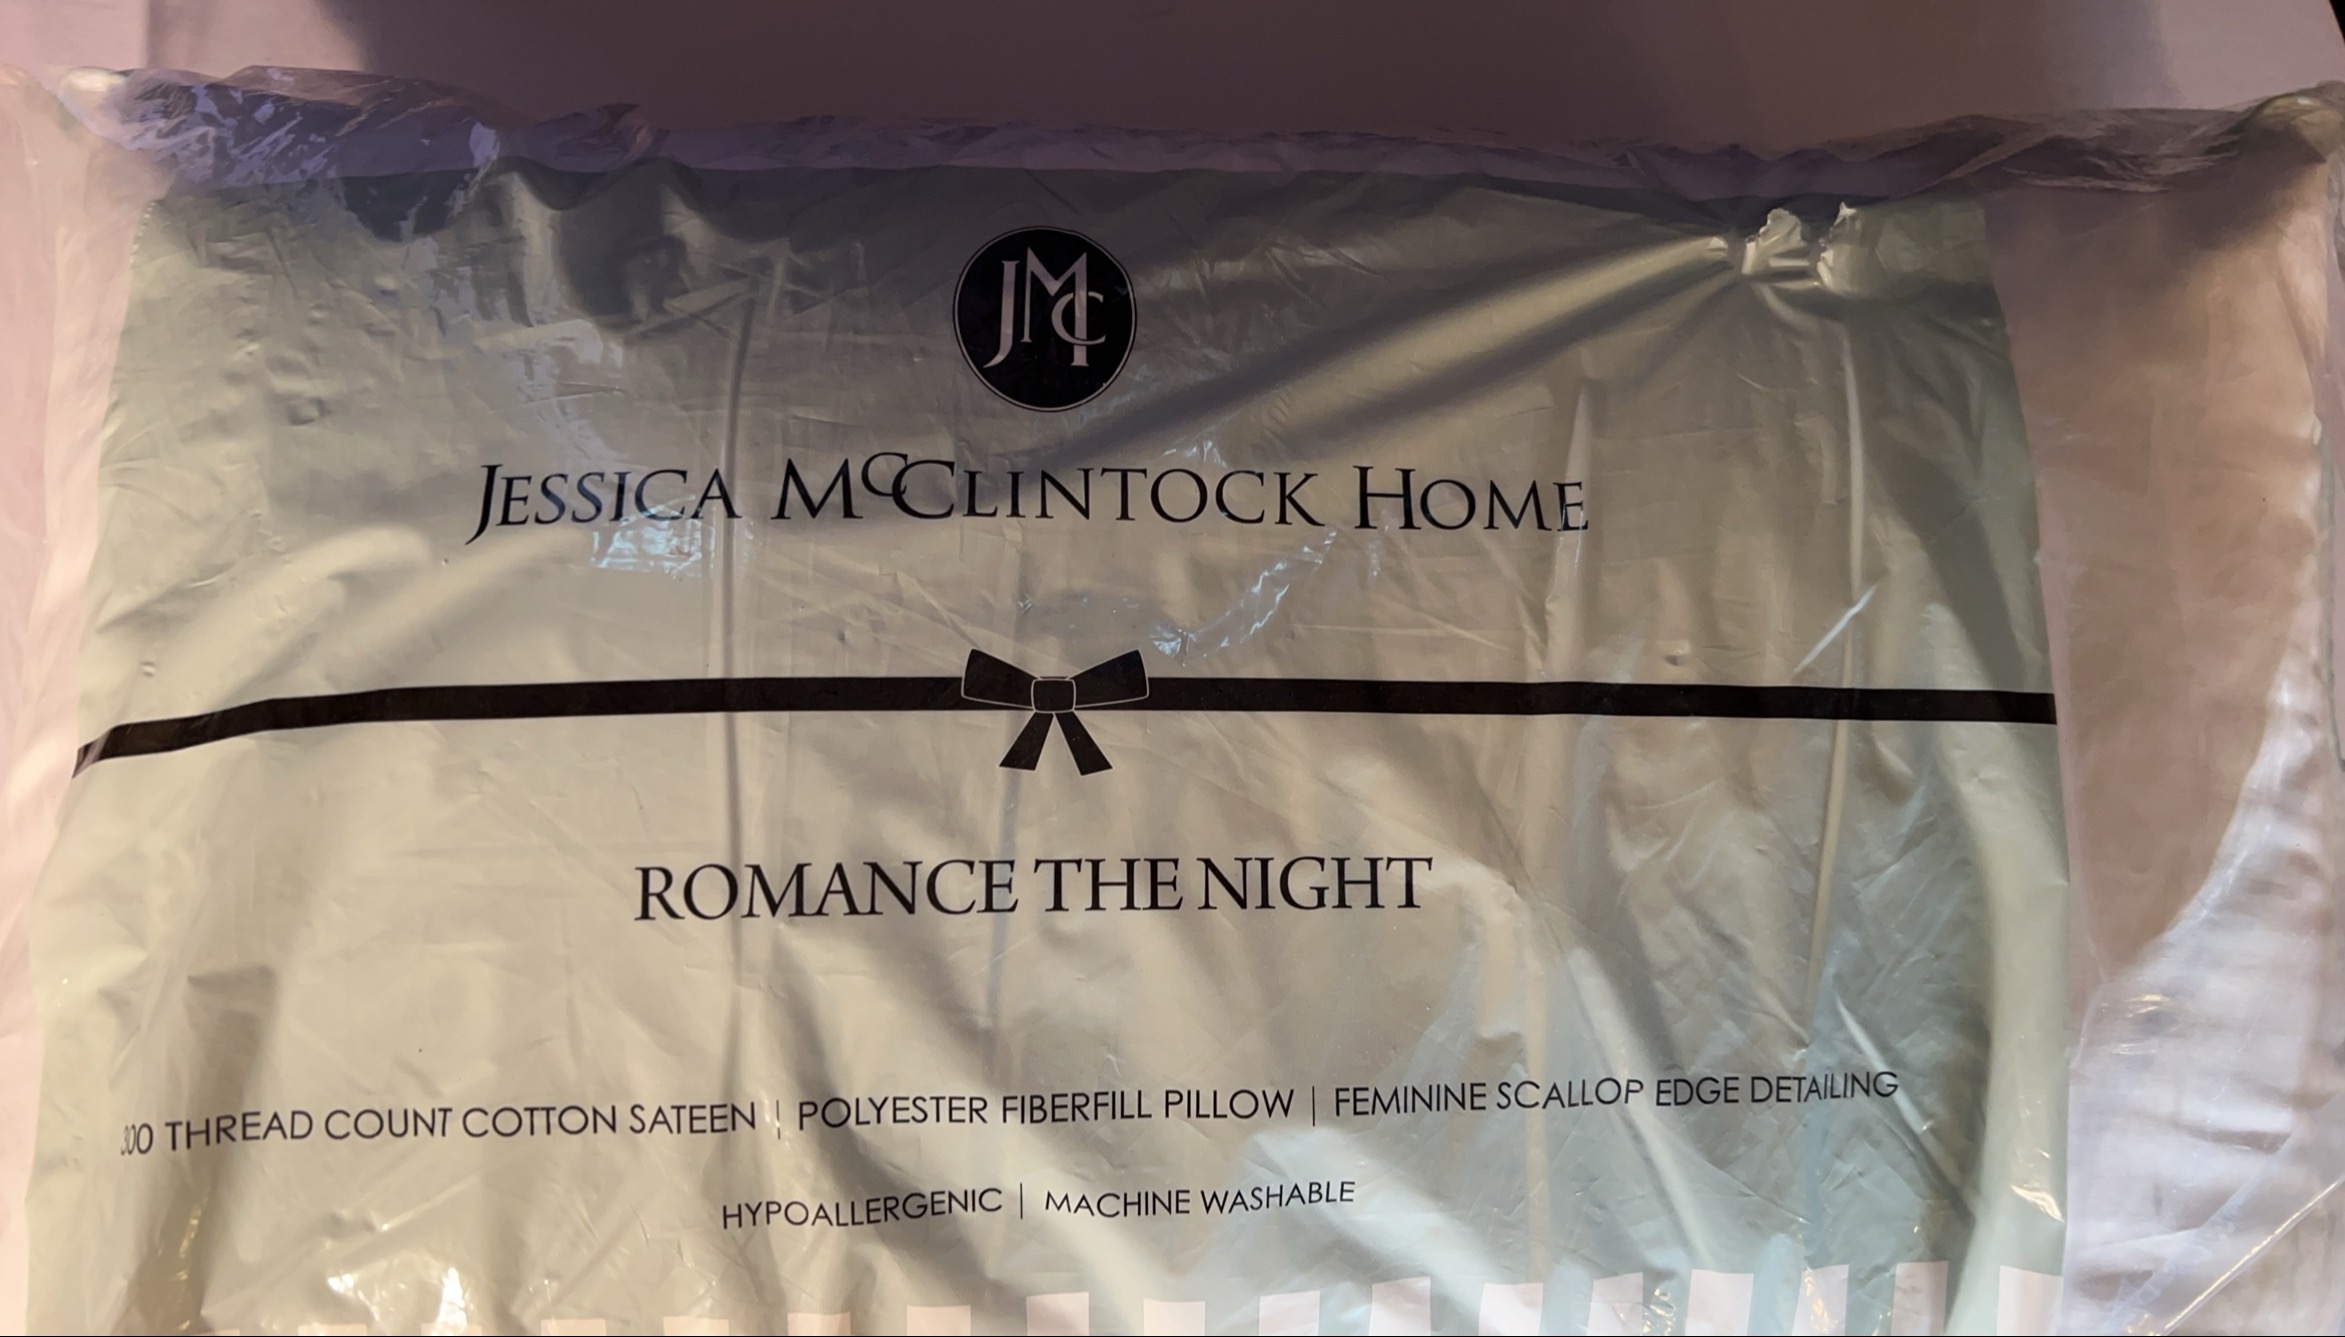 JMC
JESSICA MCCLINTOCK HOME
ROMANCE THE NIGHT
300 THREAD COUNT COTTON SATEEN | POLYESTER FIBERFILL PILLOW | FEMININE SCALLOP EDGE DETAILING
HYPOALLERGENIC | MACHINE WASHABLE